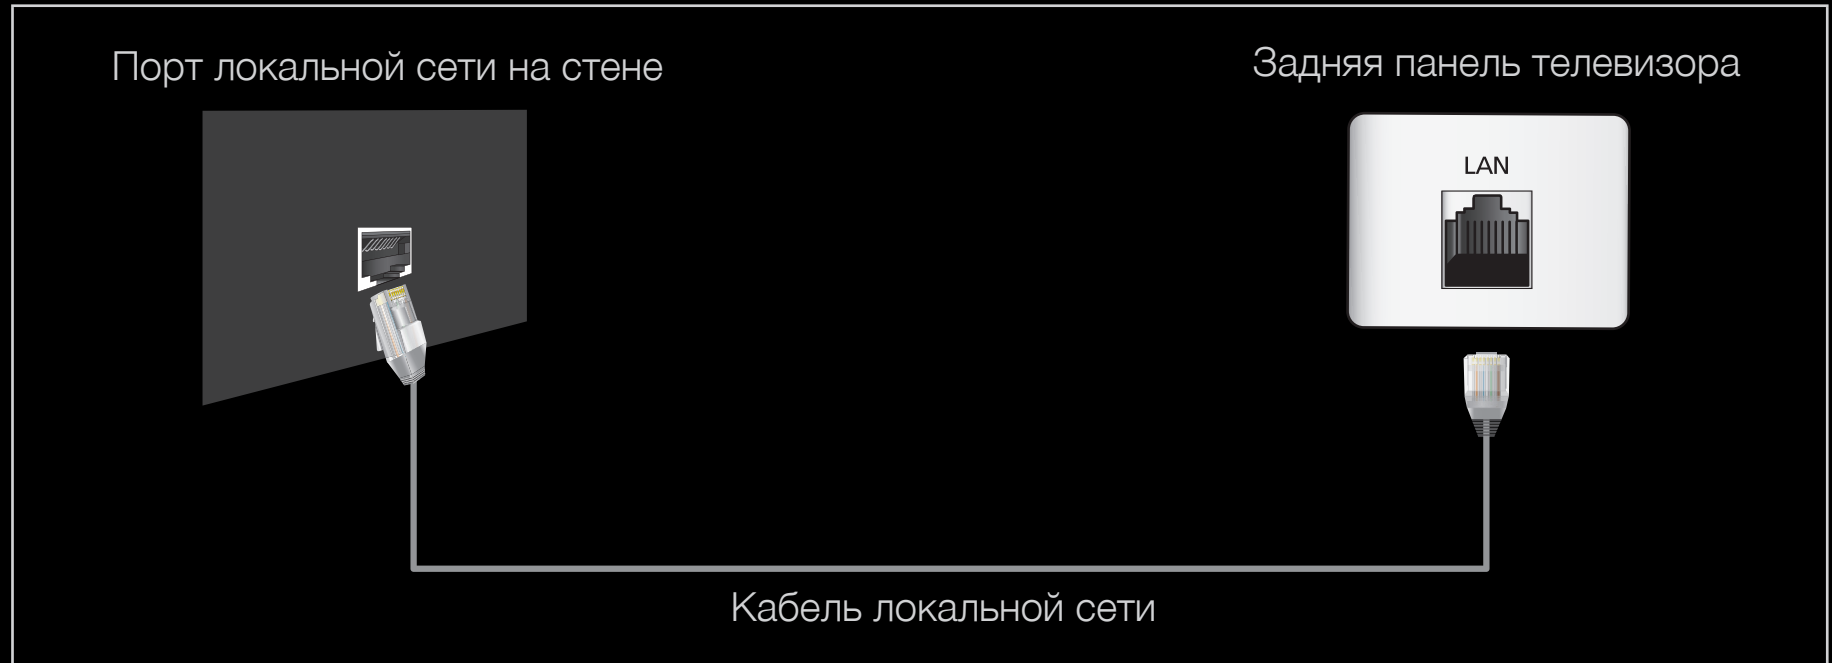 Порт локальной сети на стене
Задняя панель телевизора
LAN
Кабель локальной сети